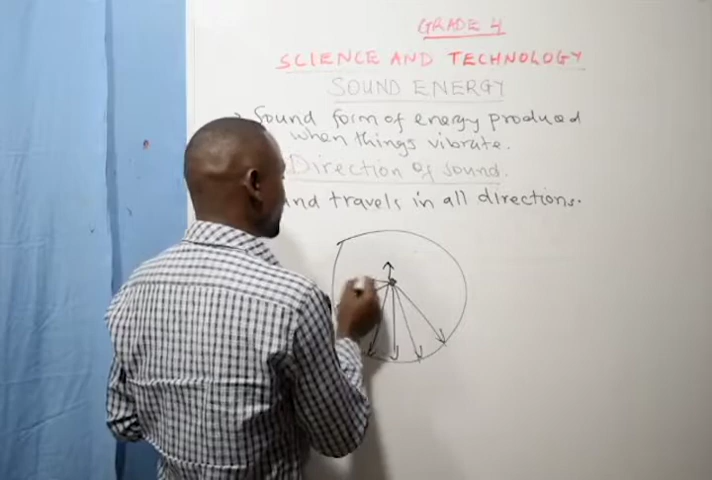 GRADE 4
SCIENCE AND TECHNOLOGY
SOUND ENERGY
Sound form of energy produced
when things vibrate.
Direction of sound.
travels in all directions.